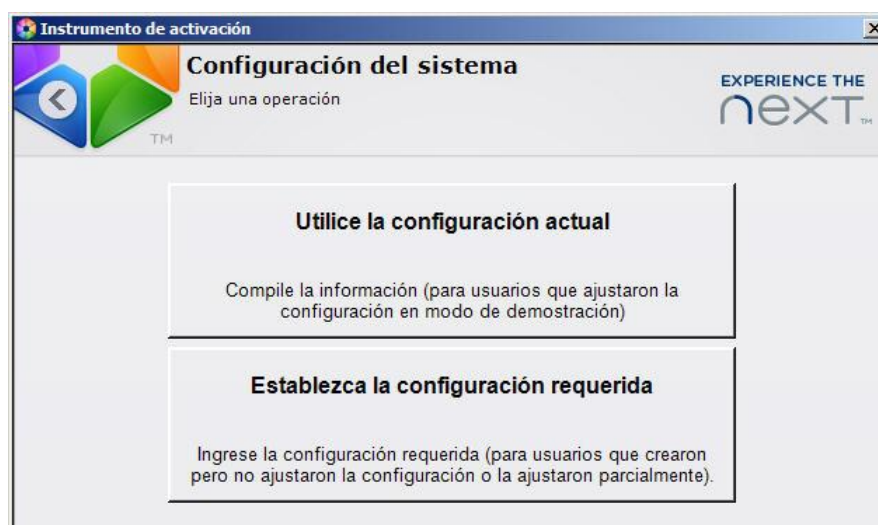 Instrumento de activación
Configuración del sistema
Elija una operación
TM
EXPERIENCE THE
next TM
Utilice la configuración actual
Compile la información (para usuarios que ajustaron la
configuración en modo de demostración)
Establezca la configuración requerida
Ingrese la configuración requerida (para usuarios que crearon
pero no ajustaron la configuración o la ajustaron parcialmente).